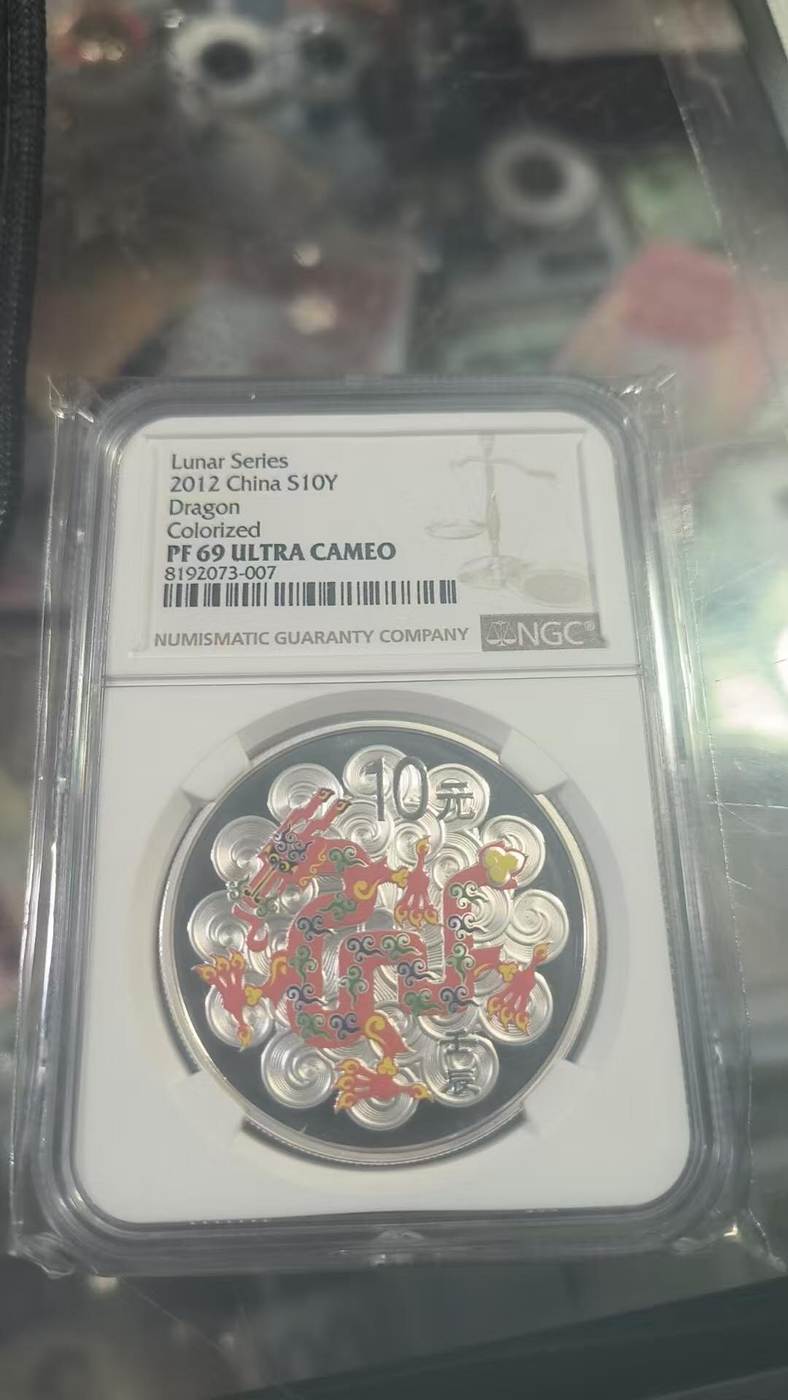 Lunar Series
2012 China S10Y
Dragon
Colorized
PF 69 ULTRA CAMEO
8192073-007
NUMISMATIC GUARANTY COMPANY
NGC®
10元
壬辰